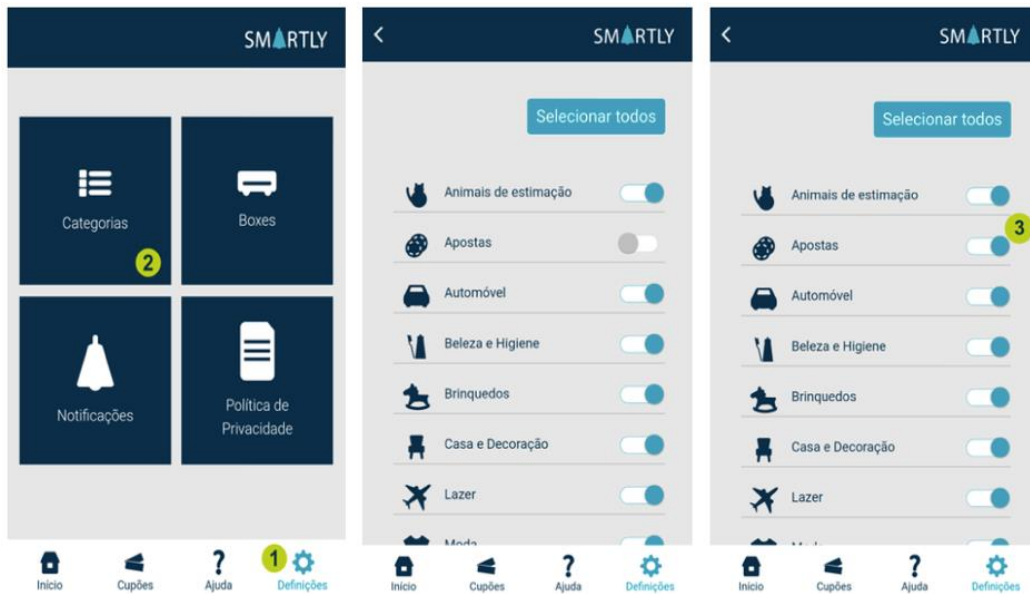 SMARTLY
Categorias
2
Boxes
Notificações
Política de
Privacidade
Início
Cupões
Ajuda
1
Definições
SMARTLY
Selecionar todos
Animais de estimação
Apostas
Automóvel
Beleza e Higiene
Brinquedos
Casa e Decoração
Lazer
Moda
Início
Cupões
Ajuda
Definições
SMARTLY
Selecionar todos
Animais de estimação
3
Apostas
Automóvel
Beleza e Higiene
Brinquedos
Casa e Decoração
Lazer
Moda
Início
Cupões
Ajuda
Definições